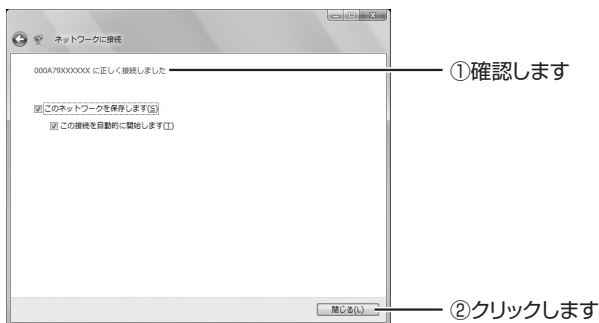 ネットワークに接続
000A79XXXXXX に正しく接続しました
①確認します
このネットワークを保存します(S)
この接続を自動的に開始します(T)
閉じる(L)
②クリックします